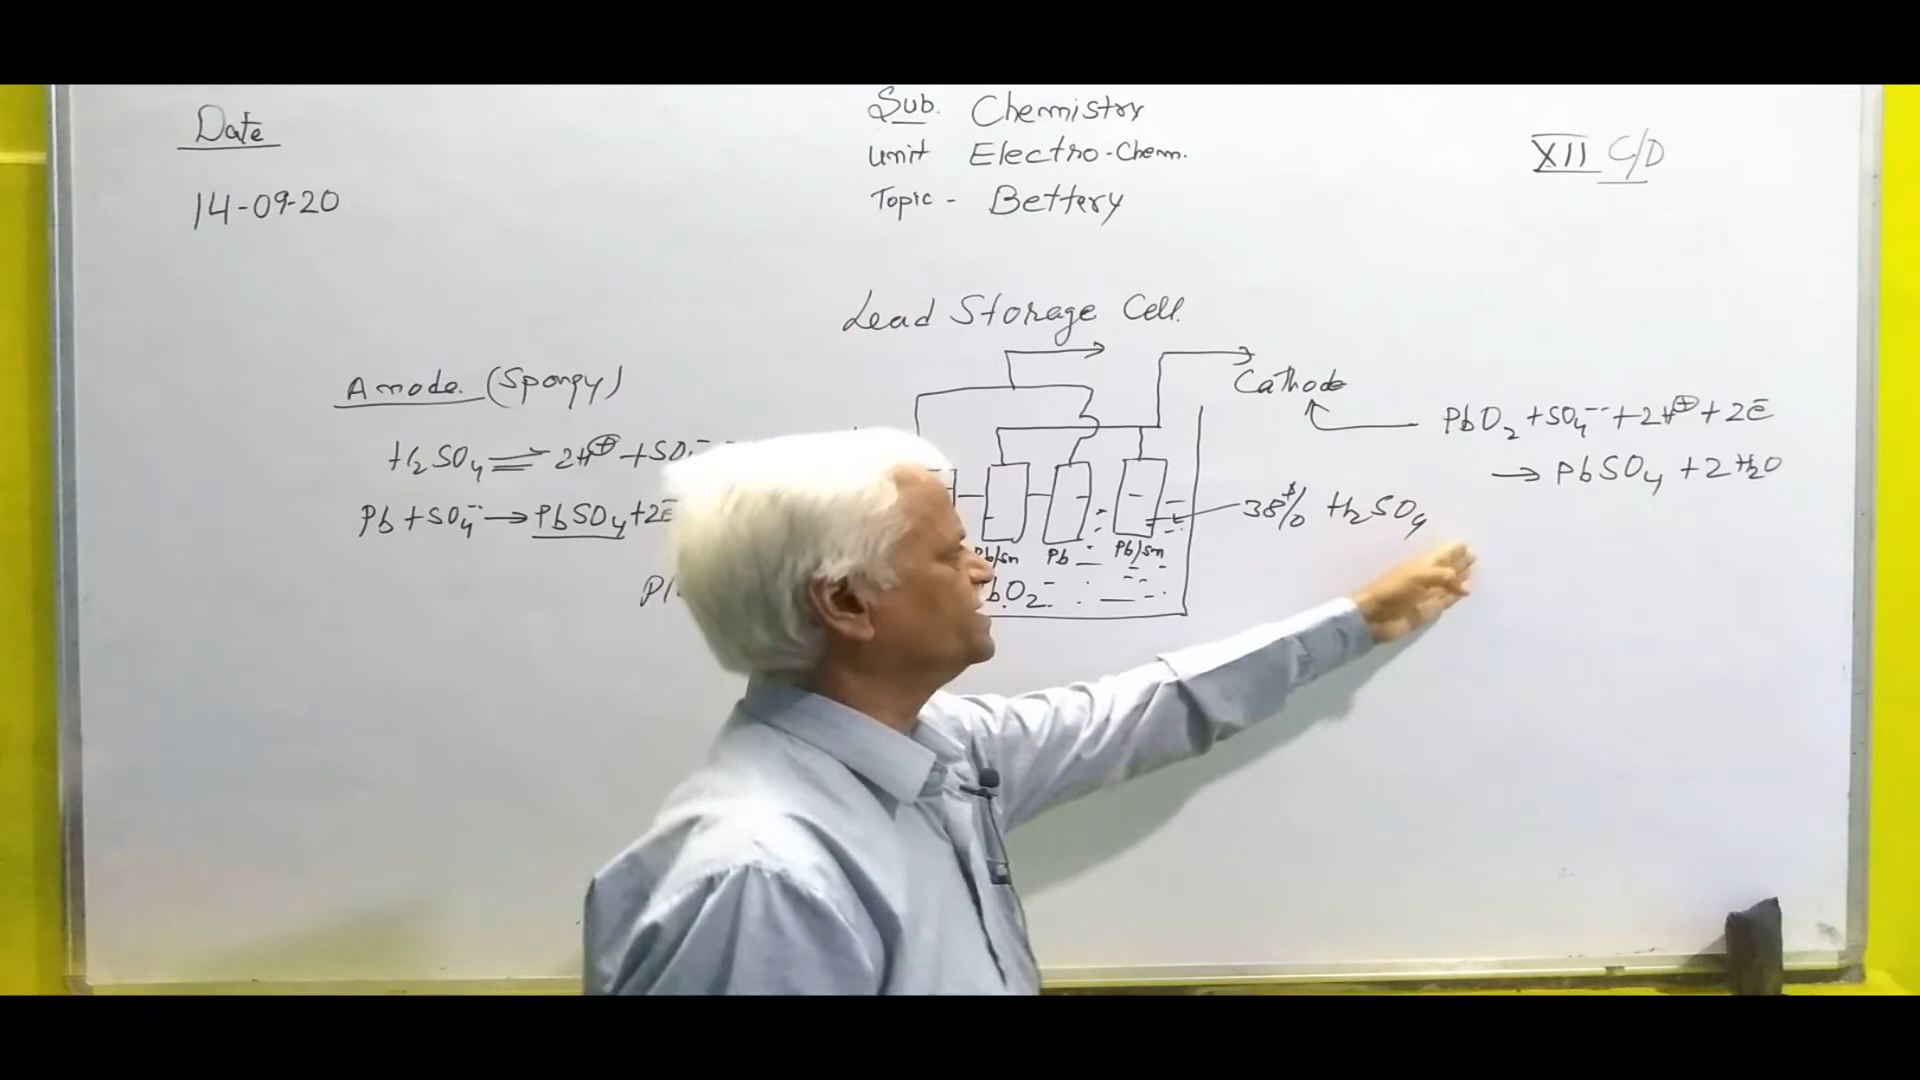 Date
14-09-20
Sub. Chemistry
Unit Electro-Chem.
Topic - Bettery
XII C/D
Lead Storage Cell.
Anode (Spongy)
H₂SO₄ ⇌ 2H⊕ + SO₄⁻⁻
Pb + SO₄⁻⁻ → PbSO₄ + 2ē
Cathode
PbO₂ + SO₄⁻⁻ + 2H⊕ + 2ē
→ PbSO₄ + 2H₂O
38% H₂SO₄
Pb/Sn Pb Pb/Sn
bO₂